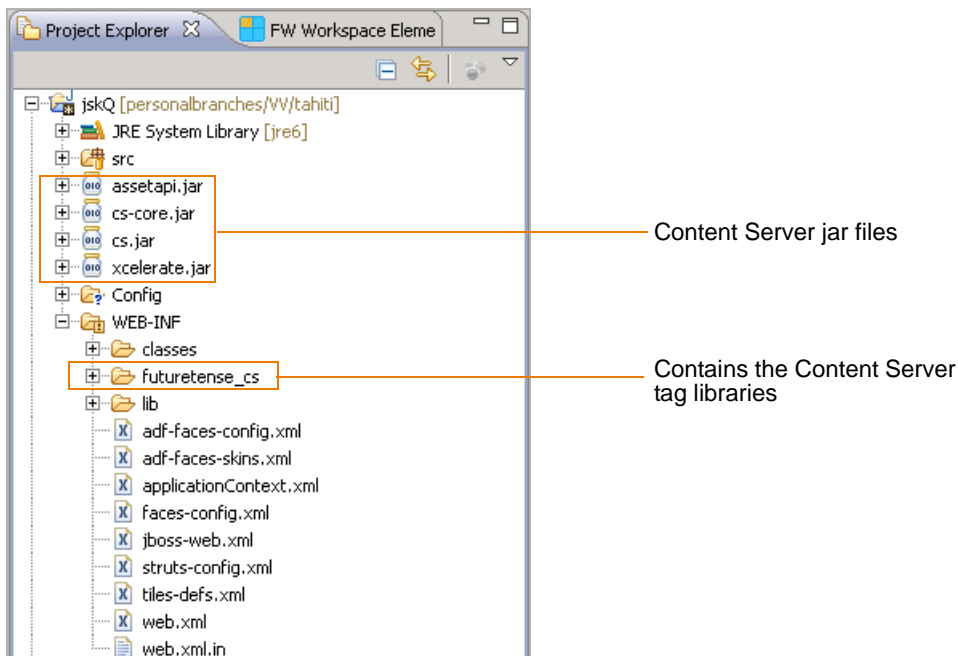 Project Explorer FW Workspace Eleme
jskQ [personalbranches/VV/tahiti]
JRE System Library [jre6]
src
assetapi.jar
cs-core.jar
cs.jar
xcelerate.jar
Content Server jar files
Config
WEB-INF
classes
futuretense_cs
Contains the Content Server
tag libraries
lib
adf-faces-config.xml
adf-faces-skins.xml
applicationContext.xml
faces-config.xml
jboss-web.xml
struts-config.xml
tiles-defs.xml
web.xml
web.xml.in